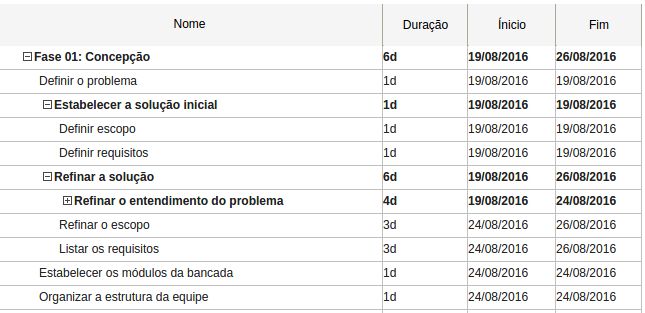 Nome Duração Ínicio Fim
Fase 01: Concepção 6d 19/08/2016 26/08/2016
Definir o problema 1d 19/08/2016 19/08/2016
Estabelecer a solução inicial 1d 19/08/2016 19/08/2016
Definir escopo 1d 19/08/2016 19/08/2016
Definir requisitos 1d 19/08/2016 19/08/2016
Refinar a solução 6d 19/08/2016 26/08/2016
Refinar o entendimento do problema 4d 19/08/2016 24/08/2016
Refinar o escopo 3d 24/08/2016 26/08/2016
Listar os requisitos 3d 24/08/2016 26/08/2016
Estabelecer os módulos da bancada 1d 24/08/2016 24/08/2016
Organizar a estrutura da equipe 1d 24/08/2016 24/08/2016